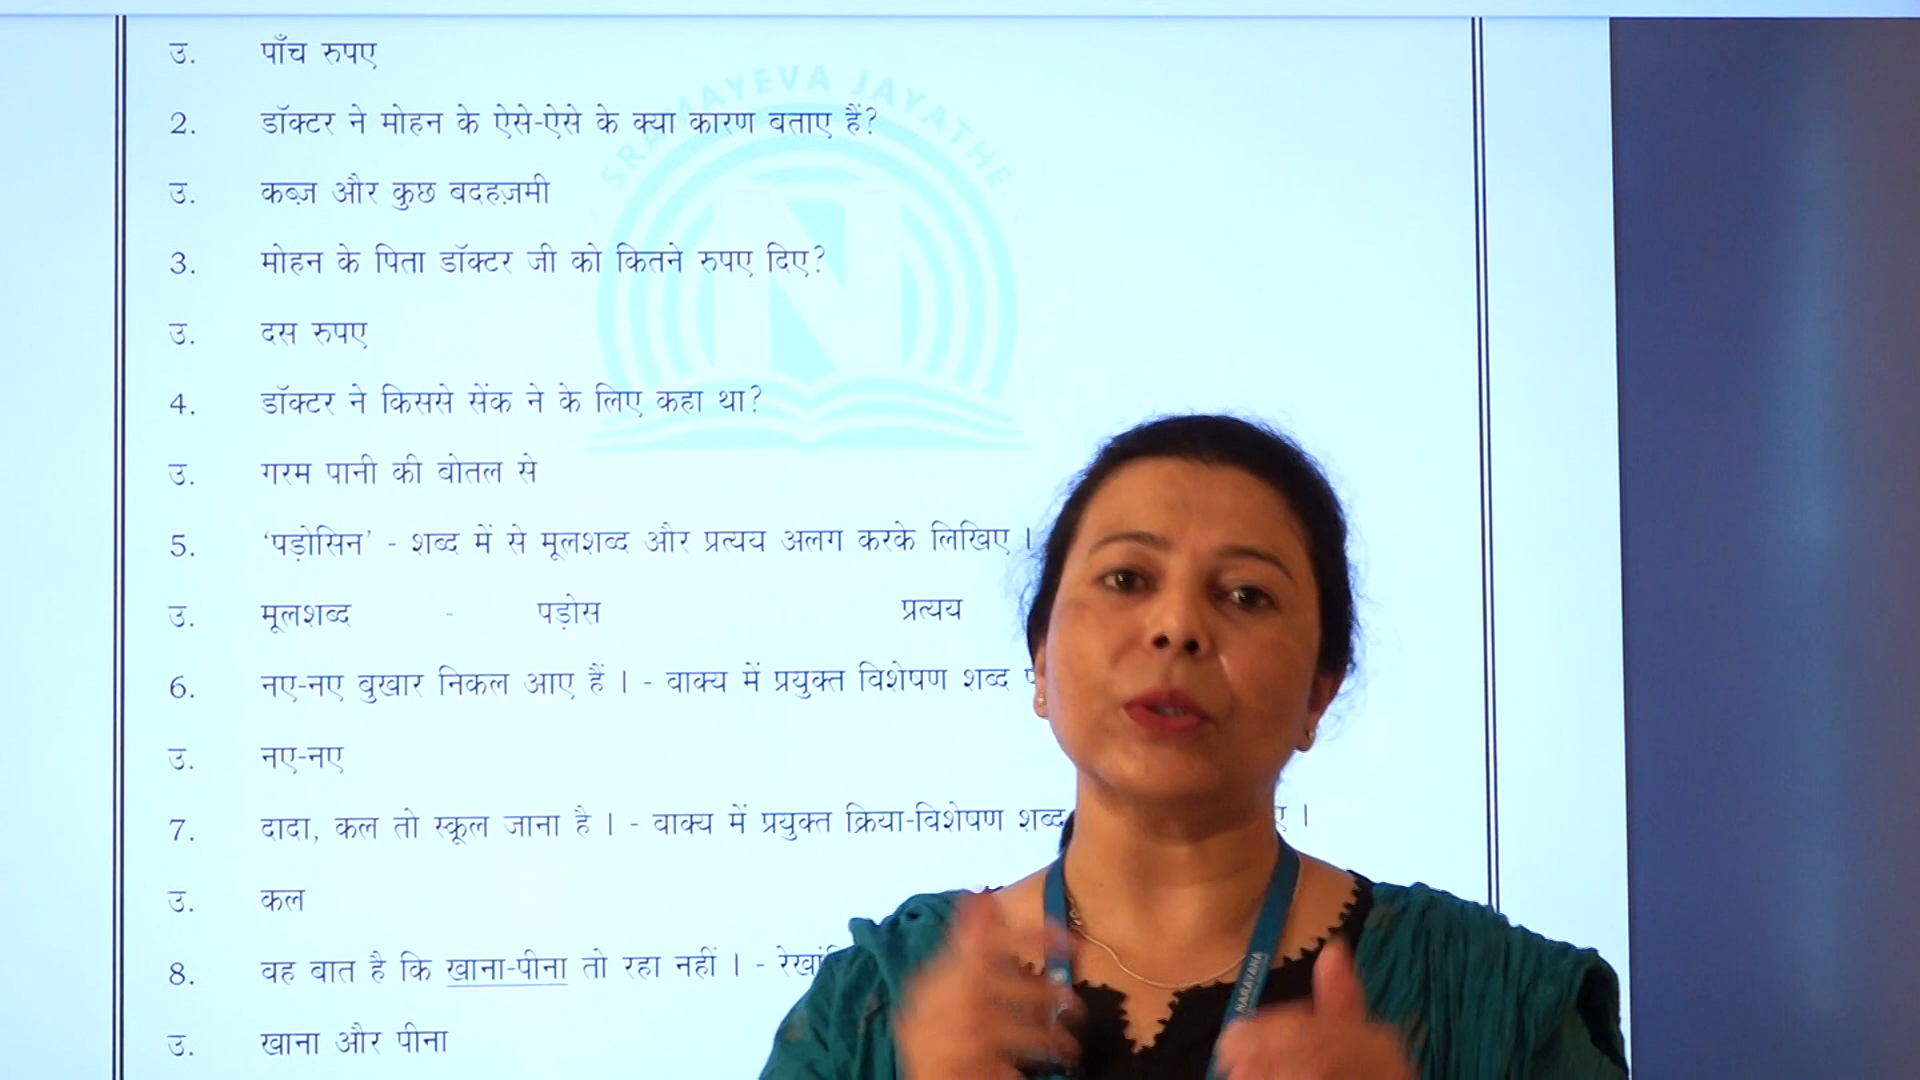 SRAMAYEVA JAYATHE
उ. पाँच रुपए
2. डॉक्टर ने मोहन के ऐसे-ऐसे के क्या कारण बताए हैं?
उ. कब्ज़ और कुछ बदहज़मी
3. मोहन के पिता डॉक्टर जी को कितने रुपए दिए?
उ. दस रुपए
4. डॉक्टर ने किससे सेंक ने के लिए कहा था?
उ. गरम पानी की बोतल से
5. ‘पड़ोसिन’ - शब्द में से मूलशब्द और प्रत्यय अलग करके लिखिए ।
उ. मूलशब्द - पड़ोस प्रत्यय
6. नए-नए बुखार निकल आए हैं । - वाक्य में प्रयुक्त विशेषण शब्द
उ. नए-नए
7. दादा, कल तो स्कूल जाना है । - वाक्य में प्रयुक्त क्रिया-विशेषण शब्द ।
उ. कल
8. वह बात है कि खाना-पीना तो रहा नहीं । -
उ. खाना और पीना
NARAYANA